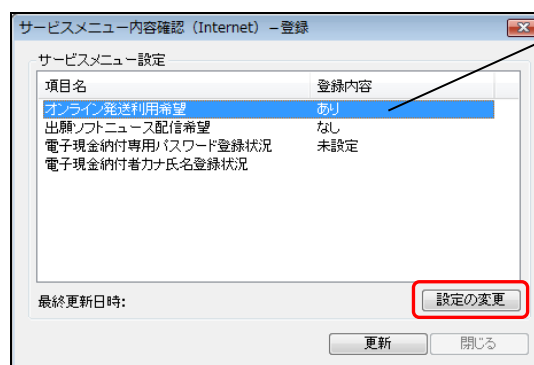 サービスメニュー内容確認（Internet）－登録
サービスメニュー設定
項目名 登録内容
オンライン発送利用希望 あり
出願ソフトニュース配信希望 なし
電子現金納付専用パスワード登録状況 未設定
電子現金納付者カナ氏名登録状況
最終更新日時: 設定の変更
更新 閉じる